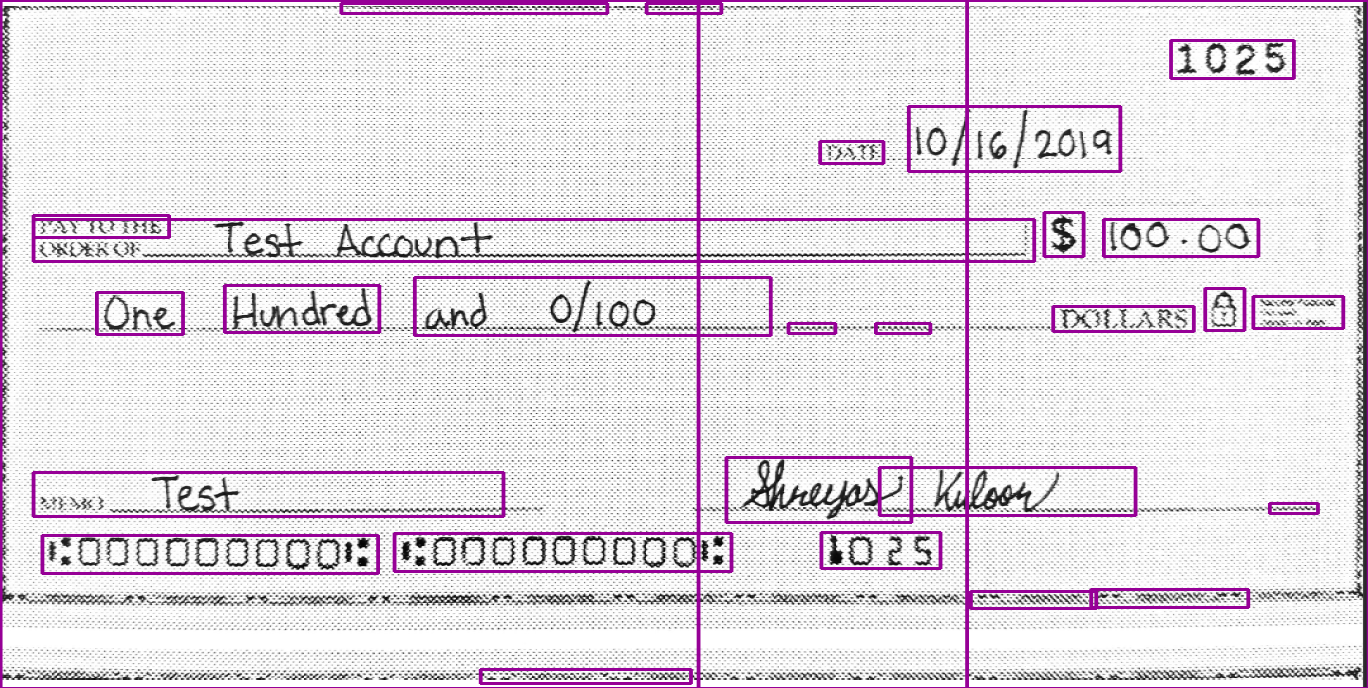 1025
DATE 10/16/2019
PAY TO THE
ORDER OF Test Account $ 100.00
One Hundred and 0/100 DOLLARS
MEMO Test Shreyas Kuloor
⑆000000000⑆ ⑆000000000⑆ 1025